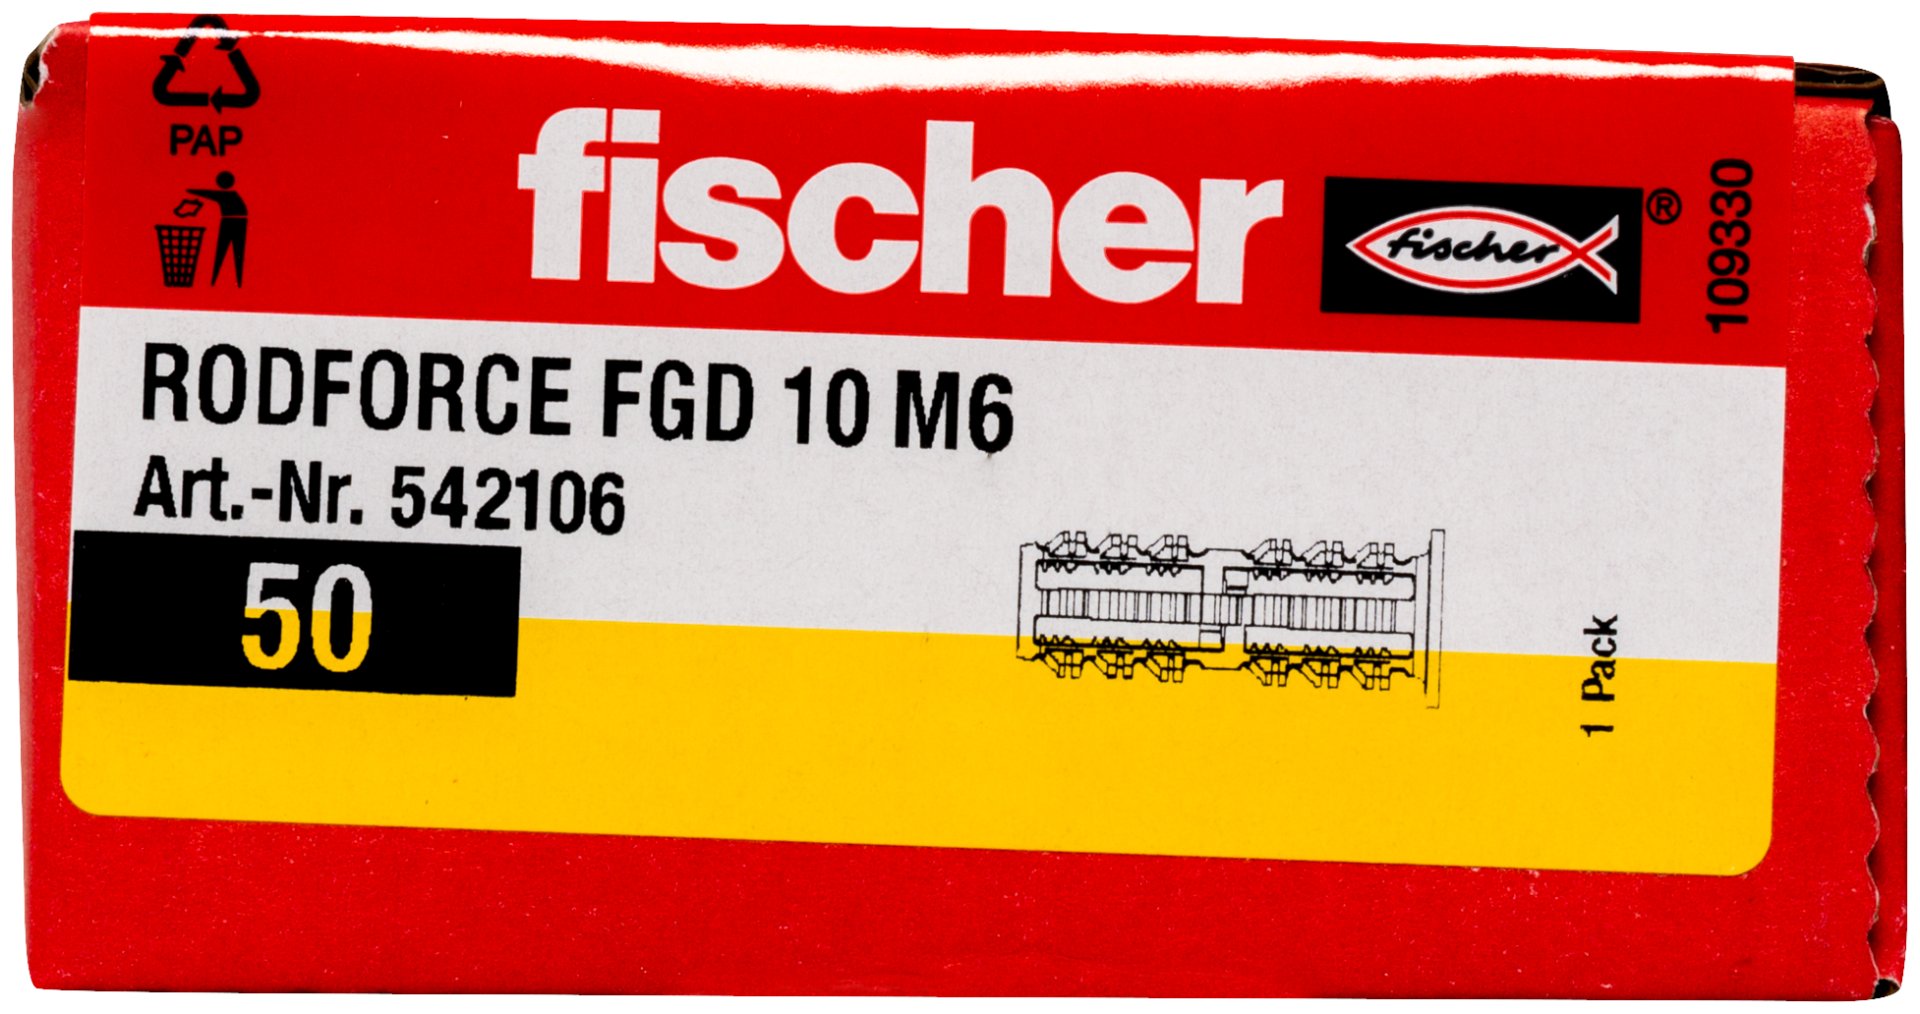 PAP
fischer
fischer
®
109330
RODFORCE FGD 10 M6
Art.-Nr. 542106
50
1 Pack